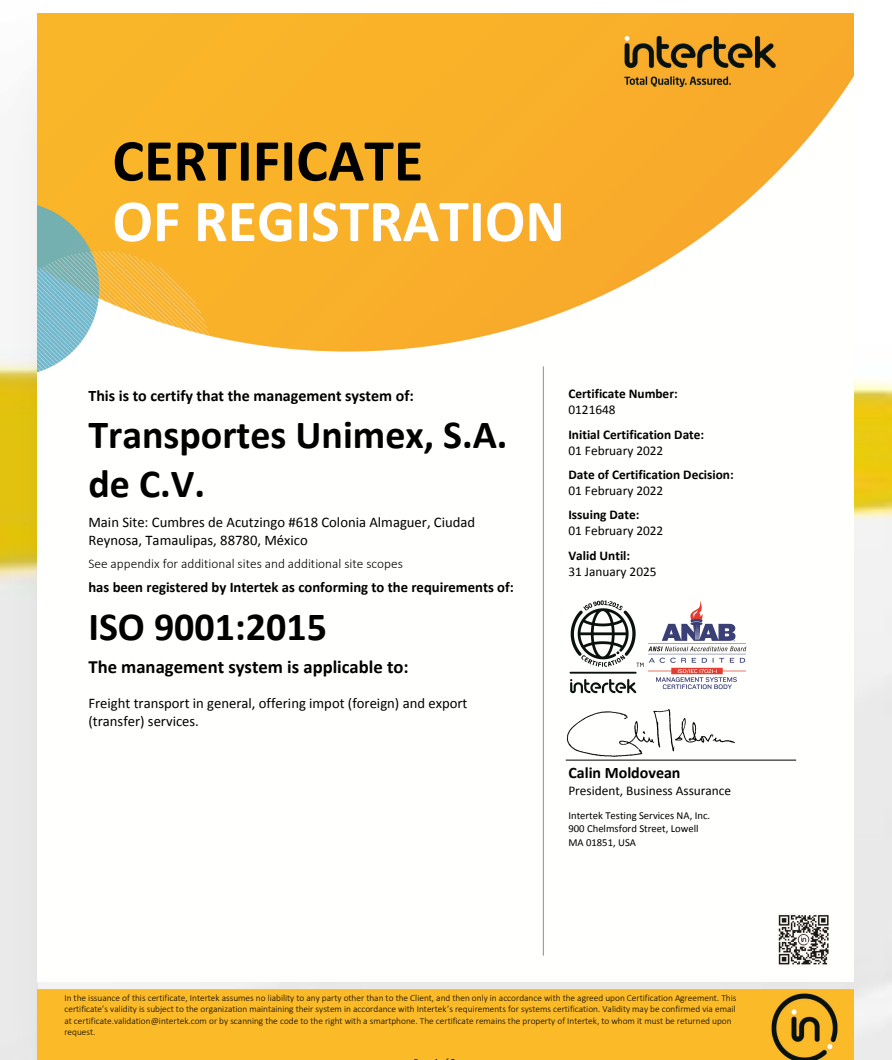 intertek
Total Quality. Assured.
CERTIFICATE
OF REGISTRATION
This is to certify that the management system of:
Transportes Unimex, S.A.
de C.V.
Main Site: Cumbres de Acutzingo #618 Colonia Almaguer, Ciudad
Reynosa, Tamaulipas, 88780, México
See appendix for additional sites and additional site scopes
has been registered by Intertek as conforming to the requirements of:
ISO 9001:2015
The management system is applicable to:
Freight transport in general, offering impot (foreign) and export
(transfer) services.
Certificate Number:
0121648
Initial Certification Date:
01 February 2022
Date of Certification Decision:
01 February 2022
Issuing Date:
01 February 2022
Valid Until:
31 January 2025
ISO 9001:2015
CERTIFICATION
TM
intertek
ANAB
ANSI National Accreditation Board
ACCREDITED
ISO/IEC 17021-1
MANAGEMENT SYSTEMS
CERTIFICATION BODY
Calin Moldovean
Calin Moldovean
President, Business Assurance
Intertek Testing Services NA, Inc.
900 Chelmsford Street, Lowell
MA 01851, USA
in
In the issuance of this certificate, Intertek assumes no liability to any party other than to the Client, and then only in accordance with the agreed upon Certification Agreement. This
certificate's validity is subject to the organization maintaining their system in accordance with Intertek's requirements for systems certification. Validity may be confirmed via email
at certificate.validation@intertek.com or by scanning the code to the right with a smartphone. The certificate remains the property of Intertek, to whom it must be returned upon
request.
in